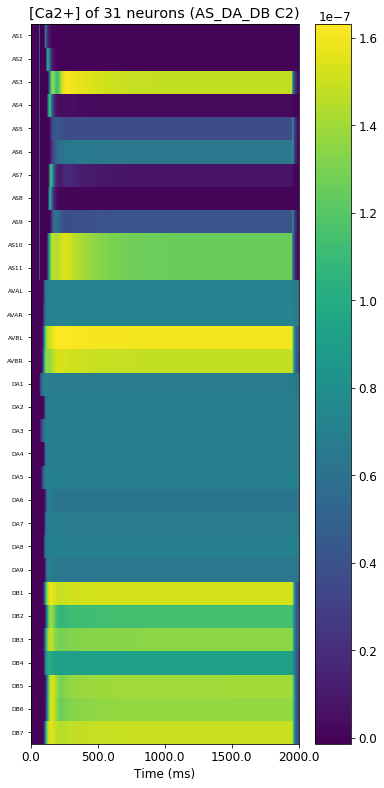 [Ca2+] of 31 neurons (AS_DA_DB C2)
1e−7
AS1
AS2
AS3
AS4
AS5
AS6
AS7
AS8
AS9
AS10
AS11
AVAL
AVAR
AVBL
AVBR
DA1
DA2
DA3
DA4
DA5
DA6
DA7
DA8
DA9
DB1
DB2
DB3
DB4
DB5
DB6
DB7
0.0 500.0 1000.0 1500.0 2000.0
Time (ms)
1.6
1.4
1.2
1.0
0.8
0.6
0.4
0.2
0.0